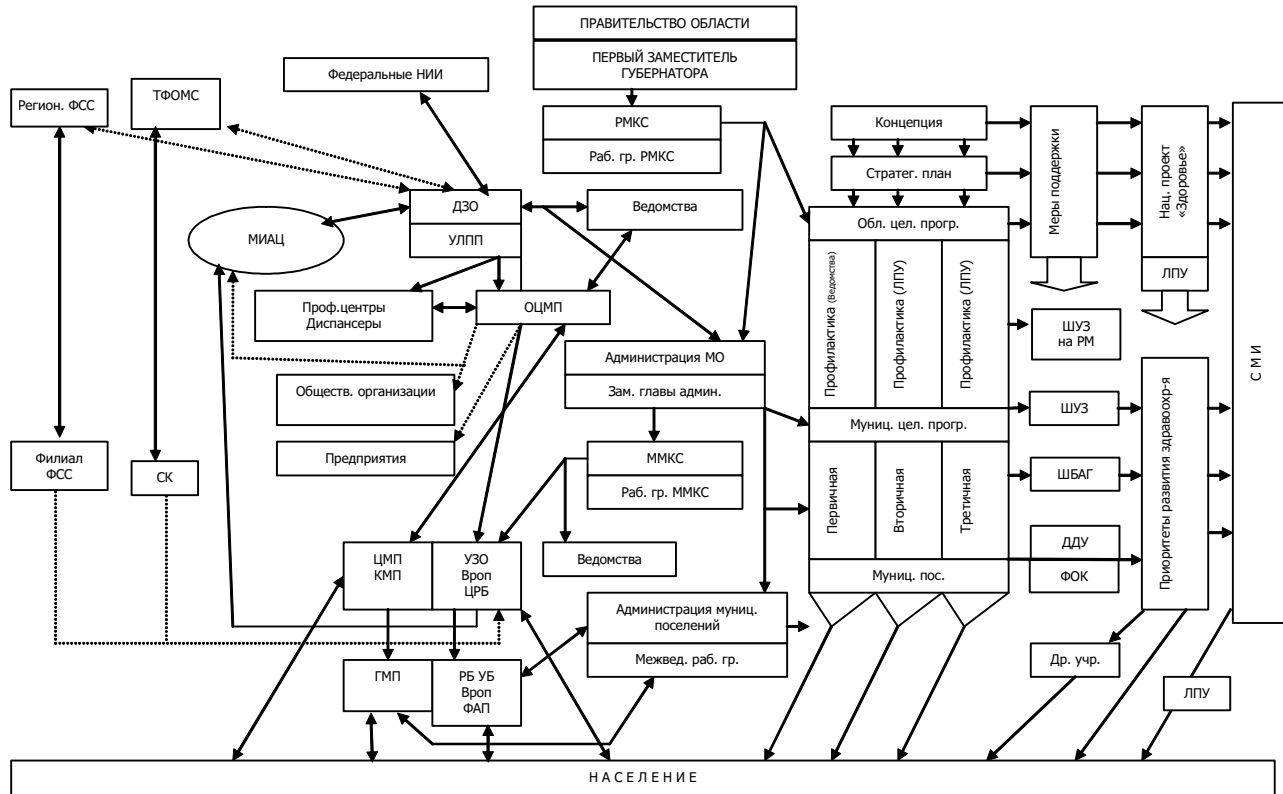 ПРАВИТЕЛЬСТВО ОБЛАСТИ
ПЕРВЫЙ ЗАМЕСТИТЕЛЬ
ГУБЕРНАТОРА
Федеральные НИИ
ТФОМС
Регион. ФСС
РМКС
Раб. гр. РМКС
Концепция
Стратег. план
Меры поддержки
Нац. проект
«Здоровье»
ЛПУ
СМИ
ДЗО
УЛПП
Ведомства
МИАЦ
Обл. цел. прогр.
Проф.центры
Диспансеры
ОЦМП
Профилактика (Ведомства)
Профилактика (ЛПУ)
Профилактика (ЛПУ)
ШУЗ
на РМ
Администрация МО
Зам. главы админ.
Обществ. организации
Предприятия
Муниц. цел. прогр.
ШУЗ
Приоритеты развития здравоохр-я
Филиал
ФСС
СК
ММКС
Раб. гр. ММКС
Первичная
Вторичная
Третичная
ШБАГ
ЦМП
КМП
УЗО
Вроп
ЦРБ
Ведомства
ДДУ
ФОК
Муниц. пос.
Администрация муниц.
поселений
Межвед. раб. гр.
ГМП
РБ УБ
Вроп
ФАП
Др. учр.
ЛПУ
НАСЕЛЕНИЕ